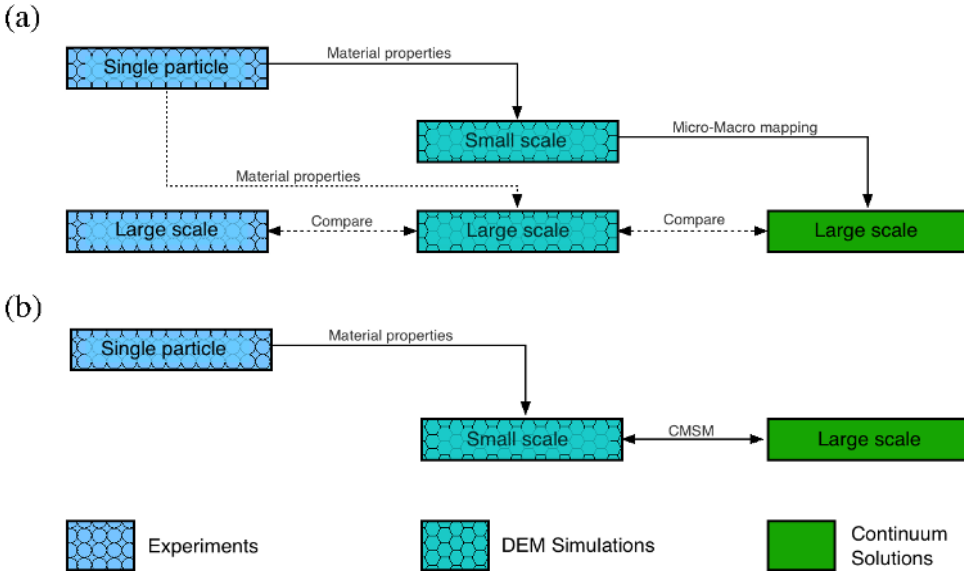 (a)
Single particle
Material properties
Small scale
Micro-Macro mapping
Material properties
Large scale
Compare
Large scale
Compare
Large scale
(b)
Single particle
Material properties
Small scale
CMSM
Large scale
Experiments
DEM Simulations
Continuum
Solutions